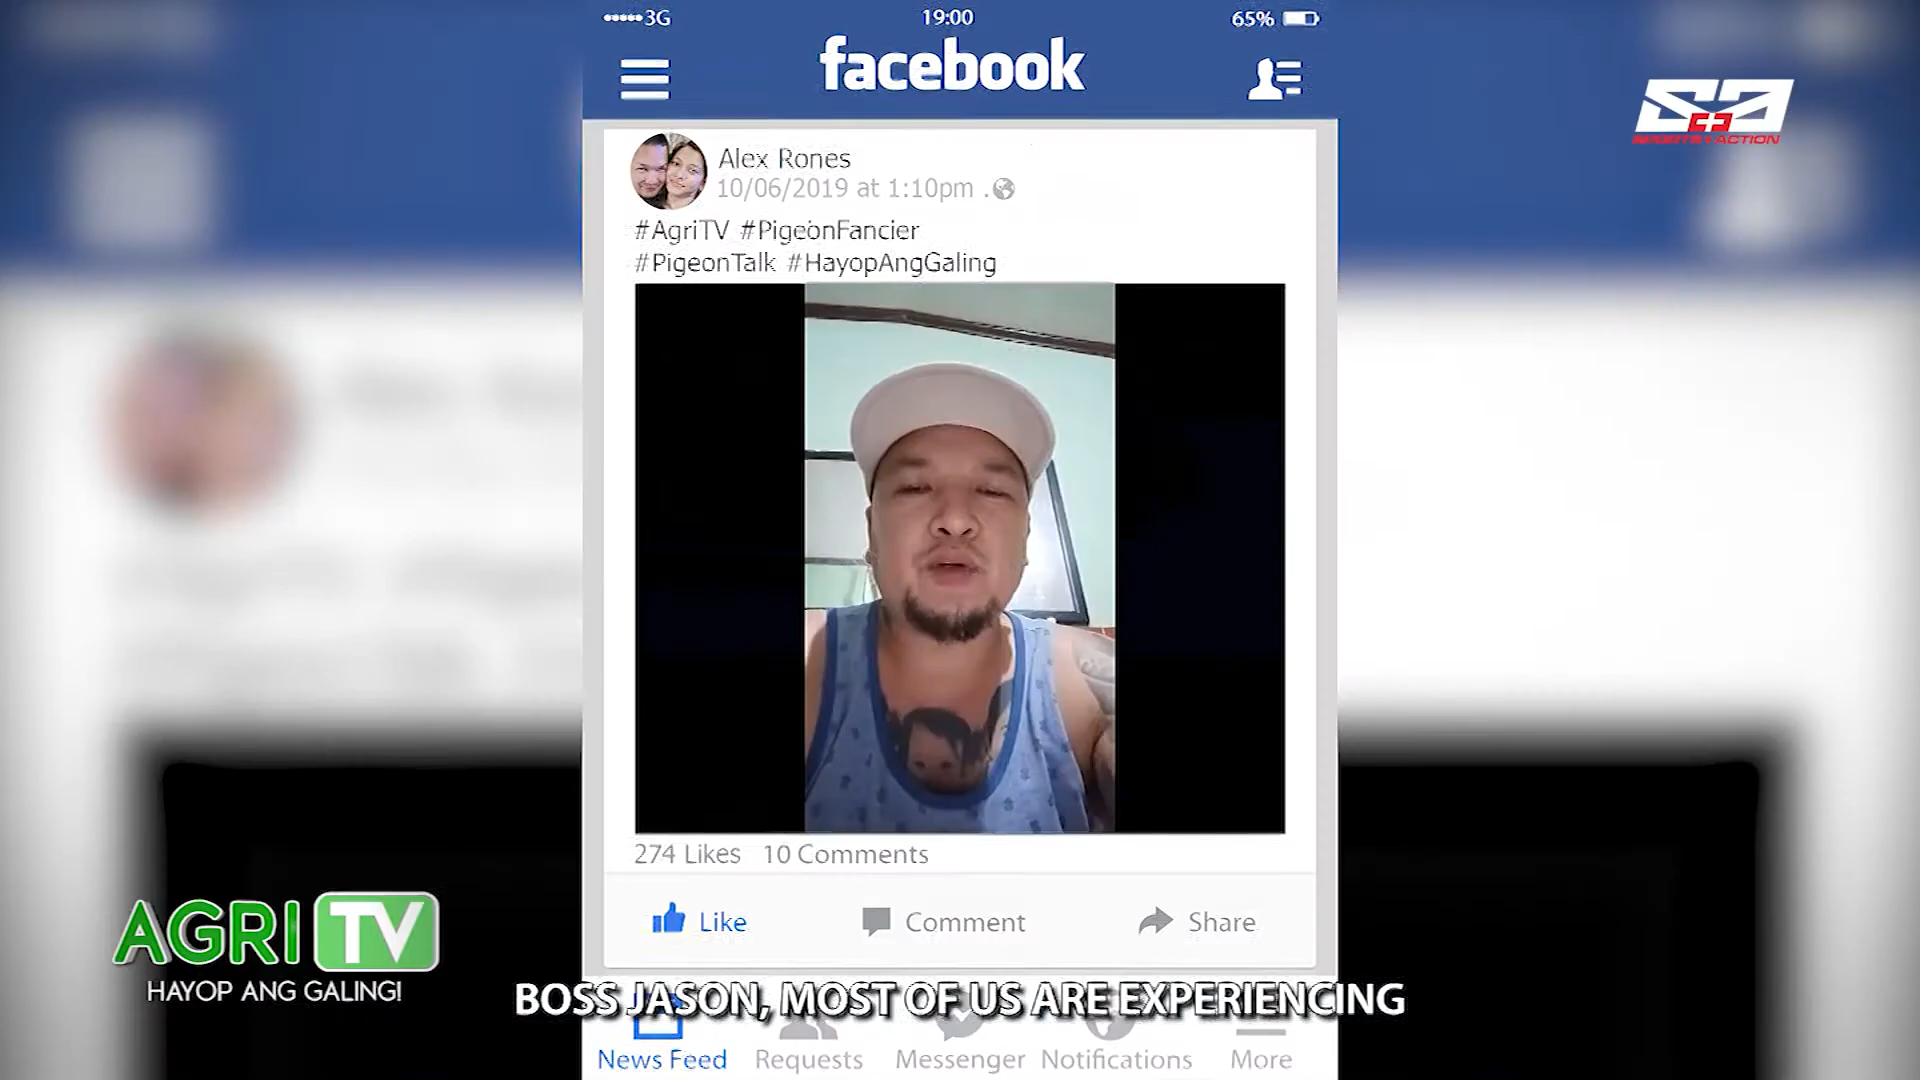 3G
19:00
65%
facebook
SPORTS+ACTION
Alex Rones
10/06/2019 at 1:10pm .
#AgriTV #PigeonFancier
#PigeonTalk #HayopAngGaling
274 Likes 10 Comments
Like
Comment
Share
AGRI TV
HAYOP ANG GALING!
BOSS JASON, MOST OF US ARE EXPERIENCING
News Feed
Requests
Messenger
Notifications
More